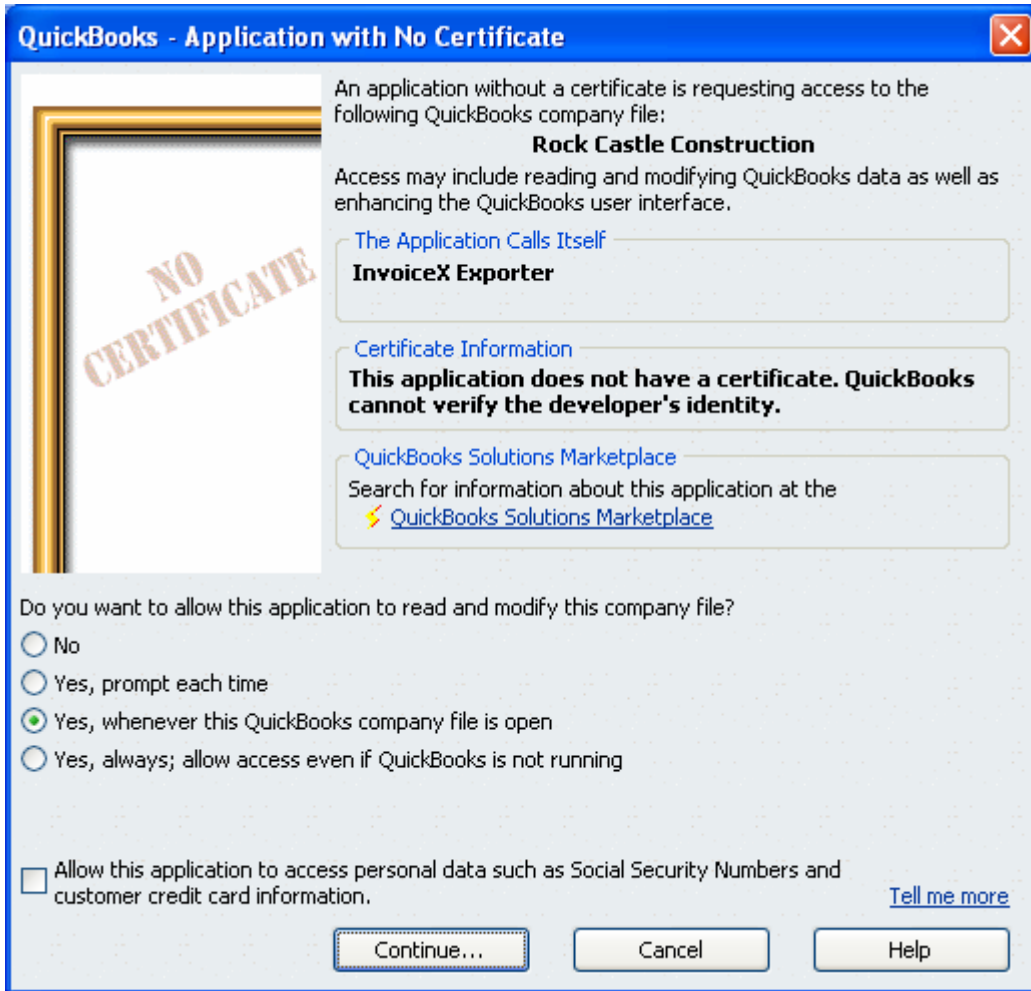 QuickBooks - Application with No Certificate
An application without a certificate is requesting access to the
following QuickBooks company file:
Rock Castle Construction
Access may include reading and modifying QuickBooks data as well as
enhancing the QuickBooks user interface.
NO
CERTIFICATE
The Application Calls Itself
InvoiceX Exporter
Certificate Information
This application does not have a certificate. QuickBooks
cannot verify the developer's identity.
QuickBooks Solutions Marketplace
Search for information about this application at the
QuickBooks Solutions Marketplace
Do you want to allow this application to read and modify this company file?
No
Yes, prompt each time
Yes, whenever this QuickBooks company file is open
Yes, always; allow access even if QuickBooks is not running
Allow this application to access personal data such as Social Security Numbers and
customer credit card information.
Tell me more
Continue... Cancel Help